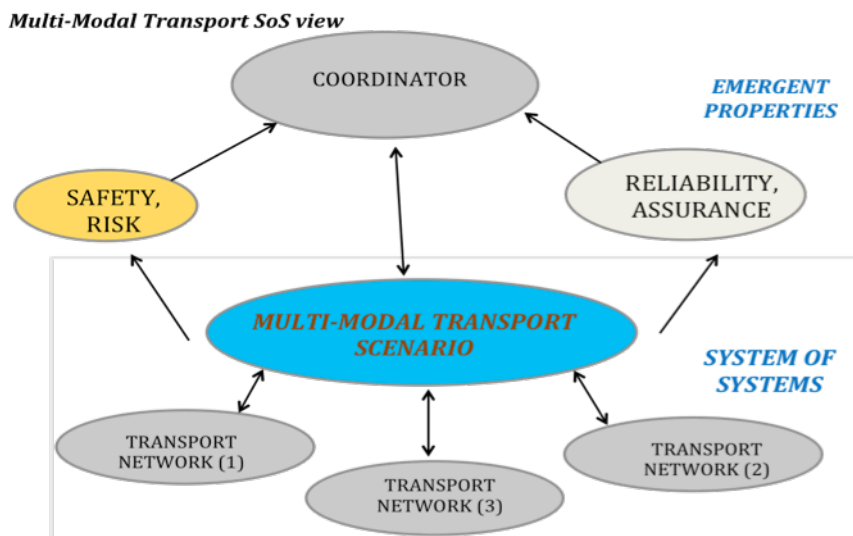 Multi-Modal Transport SoS view
COORDINATOR
EMERGENT
PROPERTIES
SAFETY,
RISK
RELIABILITY,
ASSURANCE
MULTI-MODAL TRANSPORT
SCENARIO
SYSTEM OF
SYSTEMS
TRANSPORT
NETWORK (1)
TRANSPORT
NETWORK (3)
TRANSPORT
NETWORK (2)